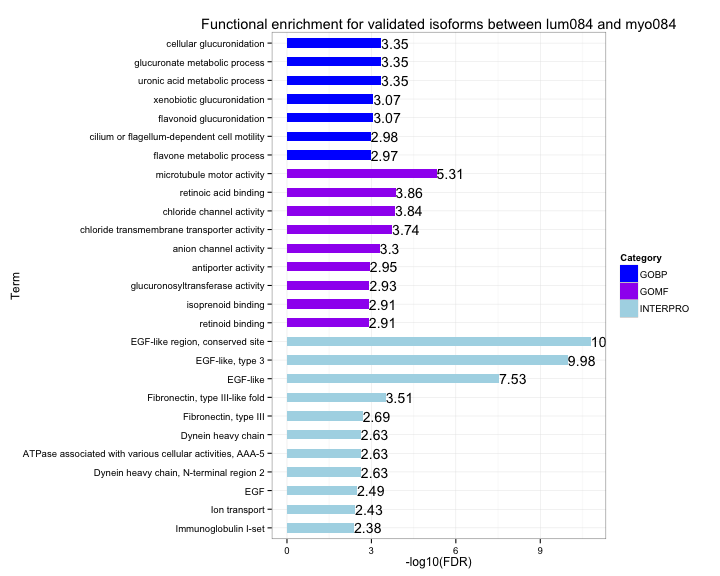 Functional enrichment for validated isoforms between lum084 and myo084
cellular glucuronidation 3.35
glucuronate metabolic process 3.35
uronic acid metabolic process 3.35
xenobiotic glucuronidation 3.07
flavonoid glucuronidation 3.07
cilium or flagellum-dependent cell motility 2.98
flavone metabolic process 2.97
microtubule motor activity 5.31
retinoic acid binding 3.86
chloride channel activity 3.84
chloride transmembrane transporter activity 3.74
anion channel activity 3.3
antiporter activity 2.95
glucuronosyltransferase activity 2.93
isoprenoid binding 2.91
retinoid binding 2.91
EGF-like region, conserved site 10
EGF-like, type 3 9.98
EGF-like 7.53
Fibronectin, type III-like fold 3.51
Fibronectin, type III 2.69
Dynein heavy chain 2.63
ATPase associated with various cellular activities, AAA-5 2.63
Dynein heavy chain, N-terminal region 2 2.63
EGF 2.49
Ion transport 2.43
Immunoglobulin I-set 2.38
0 3 6 9
-log10(FDR)
Term
Category
GOBP
GOMF
INTERPRO